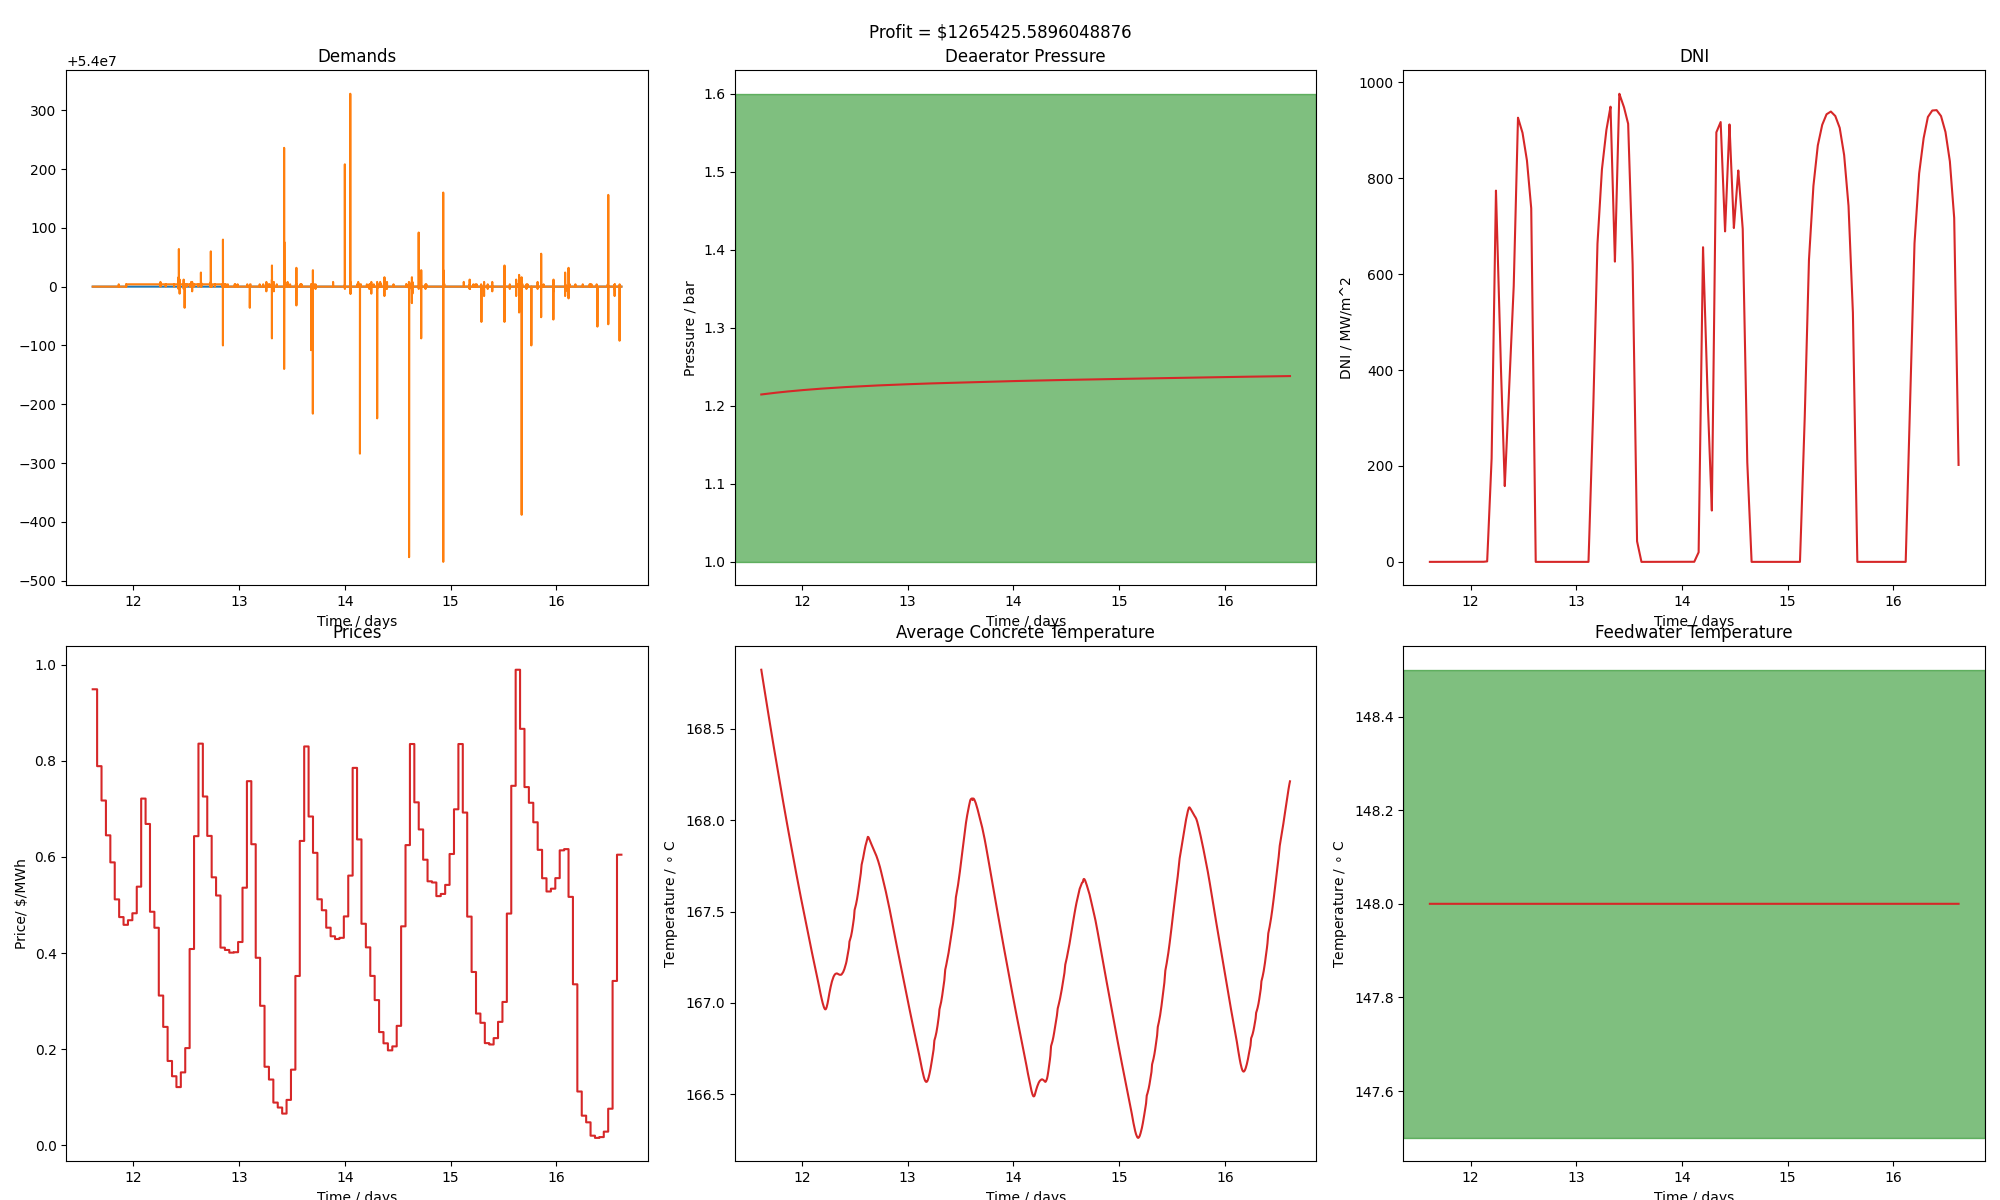 Profit = $1265425.5896048876
Demands
+5.4e7
300
200
100
0
−100
−200
−300
−400
−500
12 13 14 15 16
Time / days
Deaerator Pressure
Pressure / bar
1.6
1.5
1.4
1.3
1.2
1.1
1.0
12 13 14 15 16
Time / days
DNI
DNI / MW/m^2
1000
800
600
400
200
0
12 13 14 15 16
Time / days
Prices
Price/ $/MWh
1.0
0.8
0.6
0.4
0.2
0.0
12 13 14 15 16
Time / days
Average Concrete Temperature
Temperature / ∘ C
168.5
168.0
167.5
167.0
166.5
12 13 14 15 16
Time / days
Feedwater Temperature
Temperature / ∘ C
148.4
148.2
148.0
147.8
147.6
12 13 14 15 16
Time / days